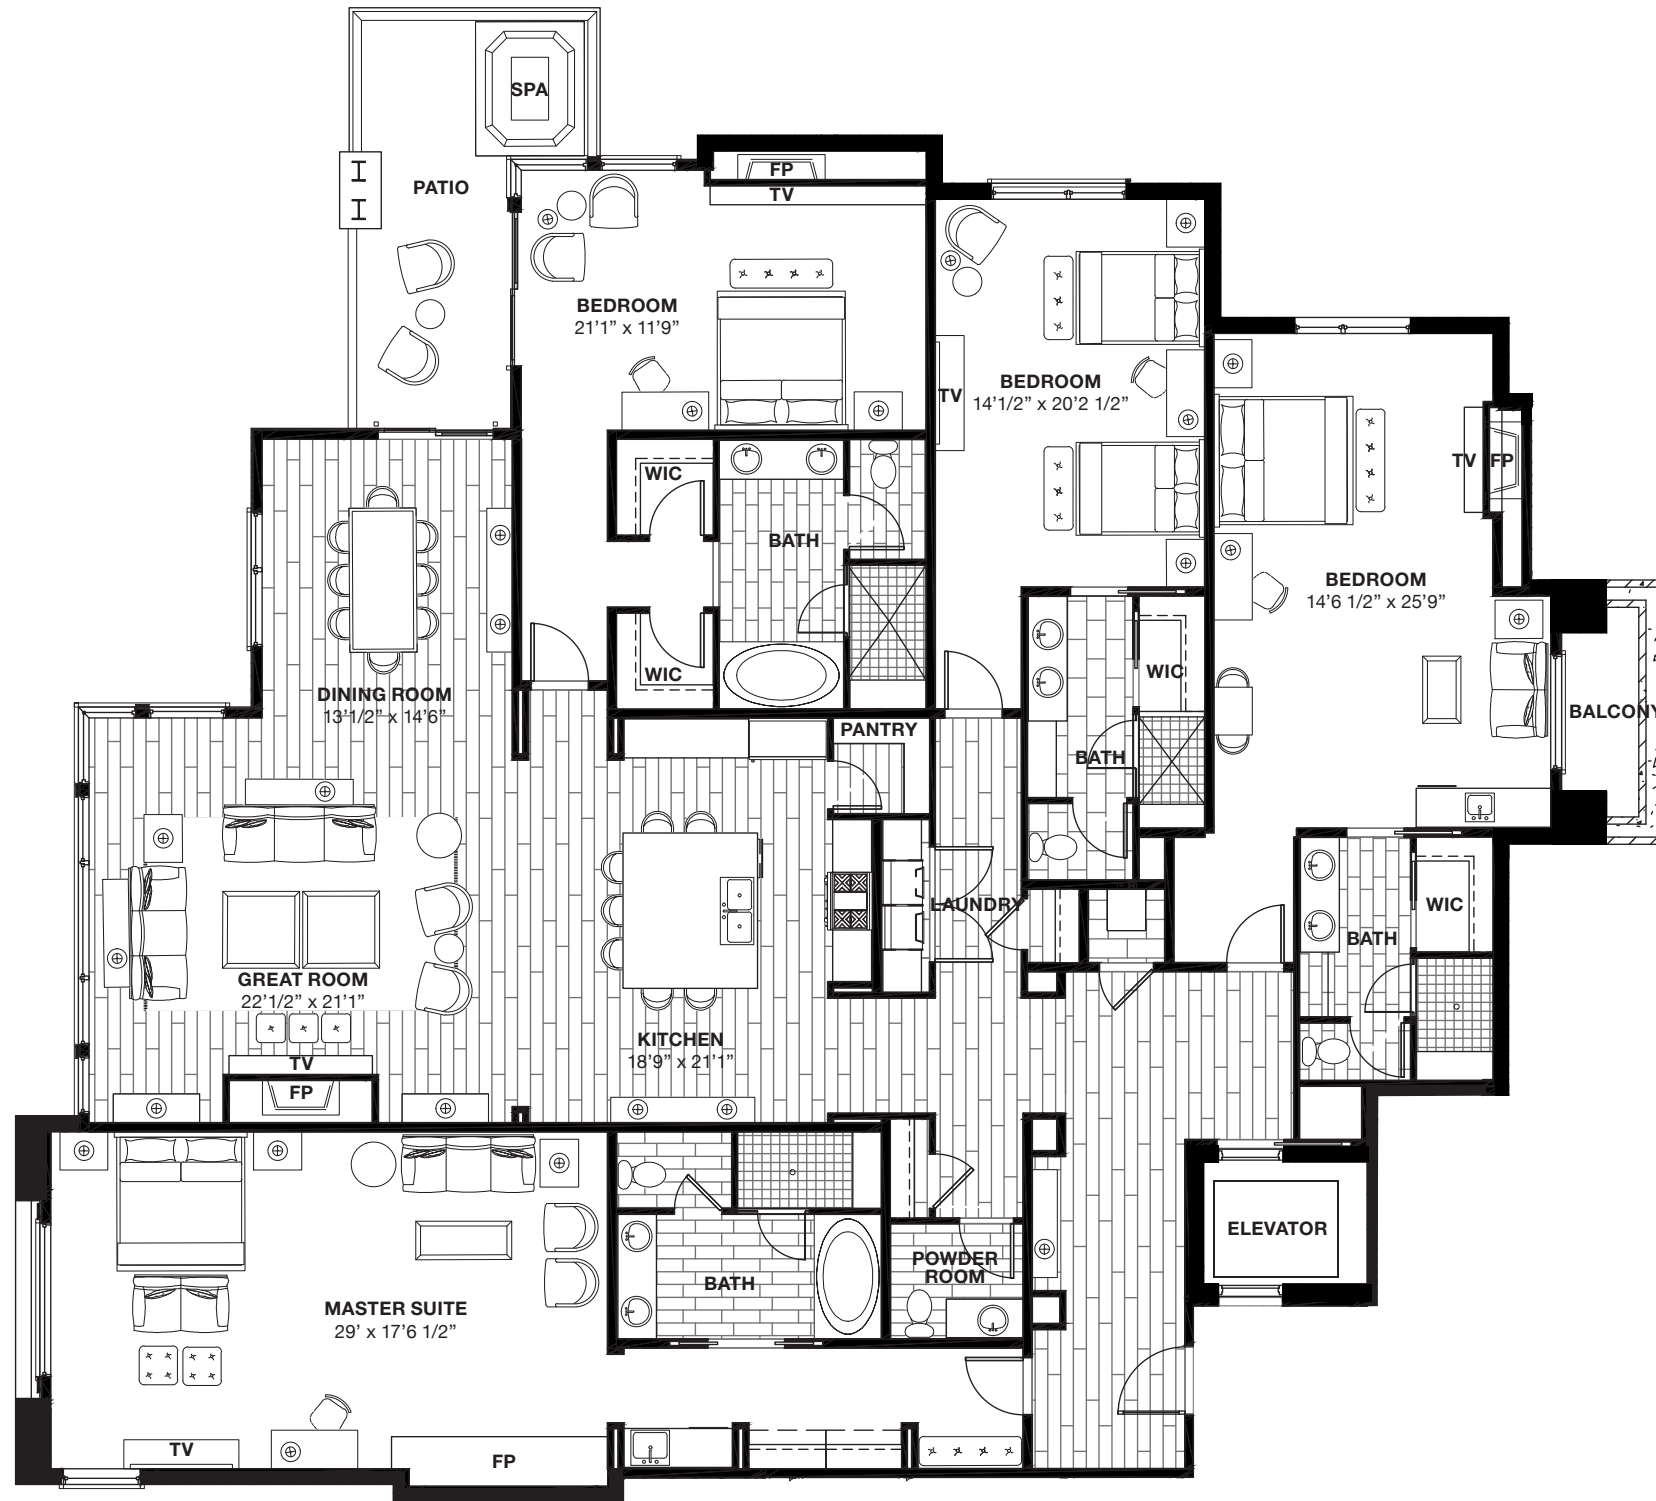 SPA
PATIO
FP
TV
BEDROOM
21'1" x 11'9"
BEDROOM
14'1/2" x 20'2 1/2"
TV
TV
FP
WIC
BATH
WIC
BEDROOM
14'6 1/2" x 25'9"
WIC
BATH
BALCONY
DINING ROOM
13'1/2" x 14'6"
PANTRY
LAUNDRY
WIC
BATH
GREAT ROOM
22'1/2" x 21'1"
TV
FP
KITCHEN
18'9" x 21'1"
ELEVATOR
POWDER
ROOM
BATH
MASTER SUITE
29' x 17'6 1/2"
TV
FP